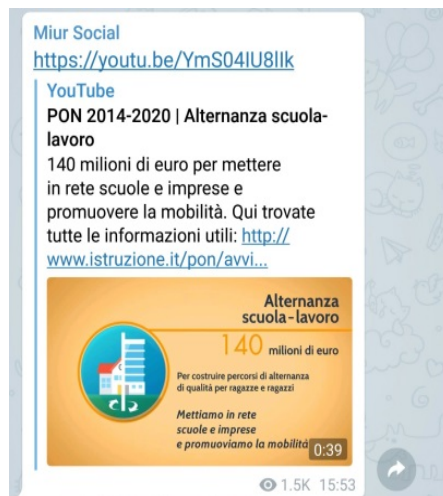 Miur Social
https://youtu.be/YmS04IU8lIk
YouTube
PON 2014-2020 | Alternanza scuola-
lavoro
140 milioni di euro per mettere
in rete scuole e imprese e
promuovere la mobilità. Qui trovate
tutte le informazioni utili: http://
www.istruzione.it/pon/avvi...
Alternanza
scuola-lavoro
140 milioni di euro
Per costruire percorsi di alternanza
di qualità per ragazze e ragazzi
Mettiamo in rete
scuole e imprese
e promuoviamo la mobilità
0:39
1.5K 15:53